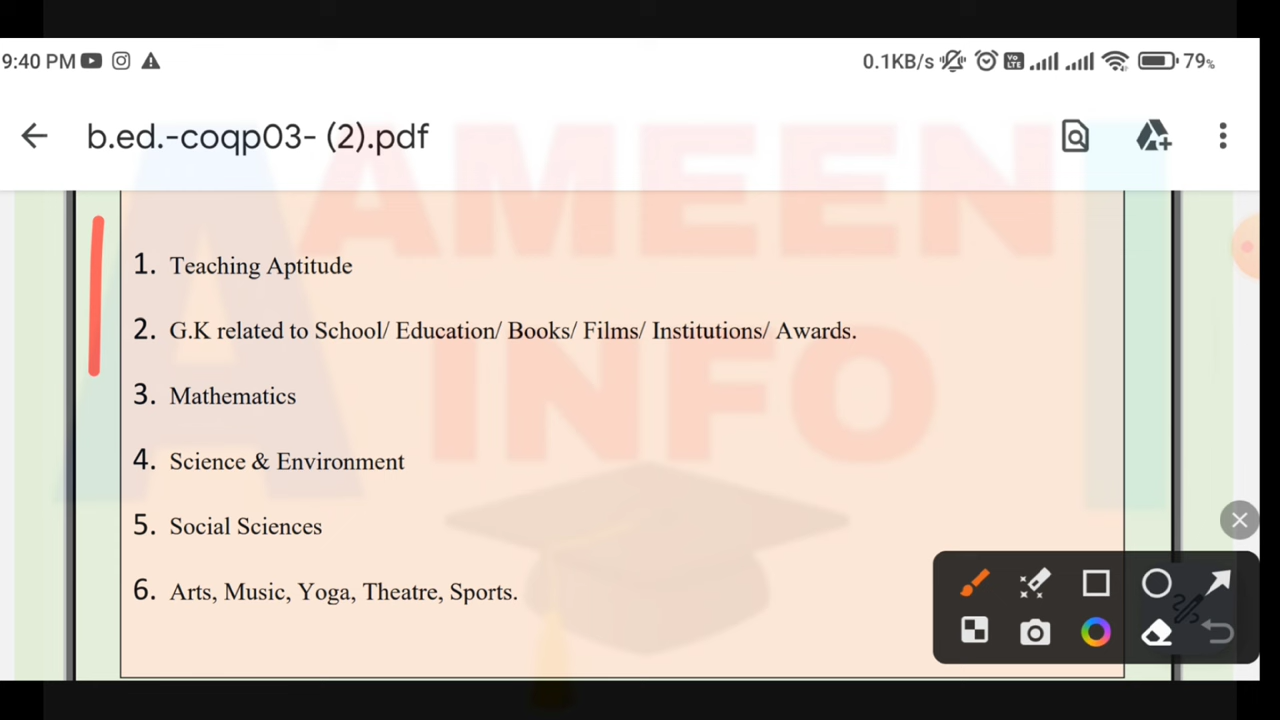 9:40 PM
0.1KB/s Vo LTE 79%
b.ed.-coqp03- (2).pdf
AMEEN
INFO
1. Teaching Aptitude
2. G.K related to School/ Education/ Books/ Films/ Institutions/ Awards.
3. Mathematics
4. Science & Environment
5. Social Sciences
6. Arts, Music, Yoga, Theatre, Sports.